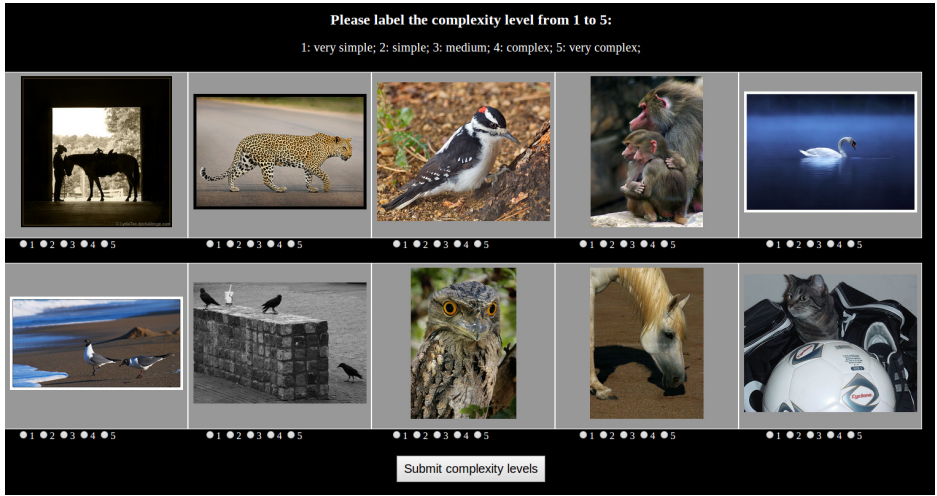 Please label the complexity level from 1 to 5:
1: very simple; 2: simple; 3: medium; 4: complex; 5: very complex;
1 2 3 4 5 1 2 3 4 5 1 2 3 4 5 1 2 3 4 5 1 2 3 4 5
Cyclone
1 2 3 4 5 1 2 3 4 5 1 2 3 4 5 1 2 3 4 5 1 2 3 4 5
Submit complexity levels